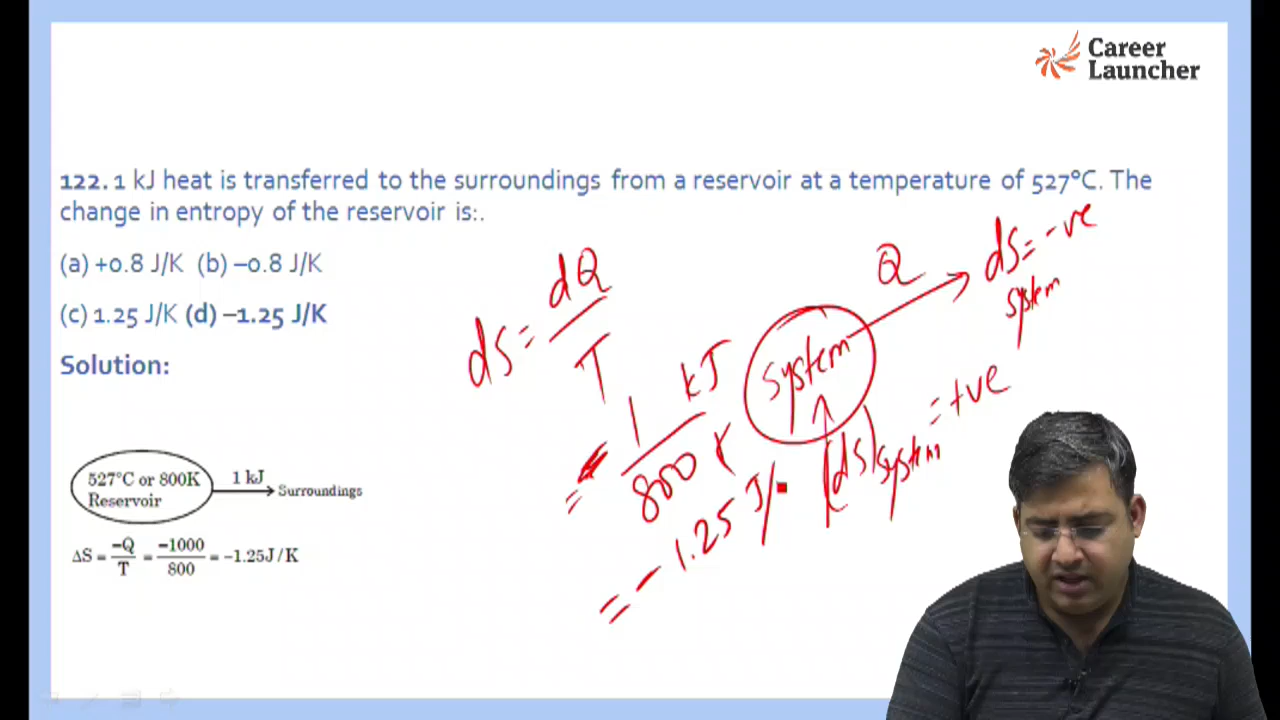 Career
Launcher
122. 1 kJ heat is transferred to the surroundings from a reservoir at a temperature of 527°C. The
change in entropy of the reservoir is:.
(a) +0.8 J/K (b) –0.8 J/K
(c) 1.25 J/K (d) –1.25 J/K
Solution:
527°C or 800K
Reservoir
1 kJ
Surroundings
ΔS = –Q/T = –1000/800 = –1.25J/K
dS = dQ/T
= - 1 kJ/800 K
= - 1.25 J/
system
Q
dS = -ve
system
(dS)system = +ve